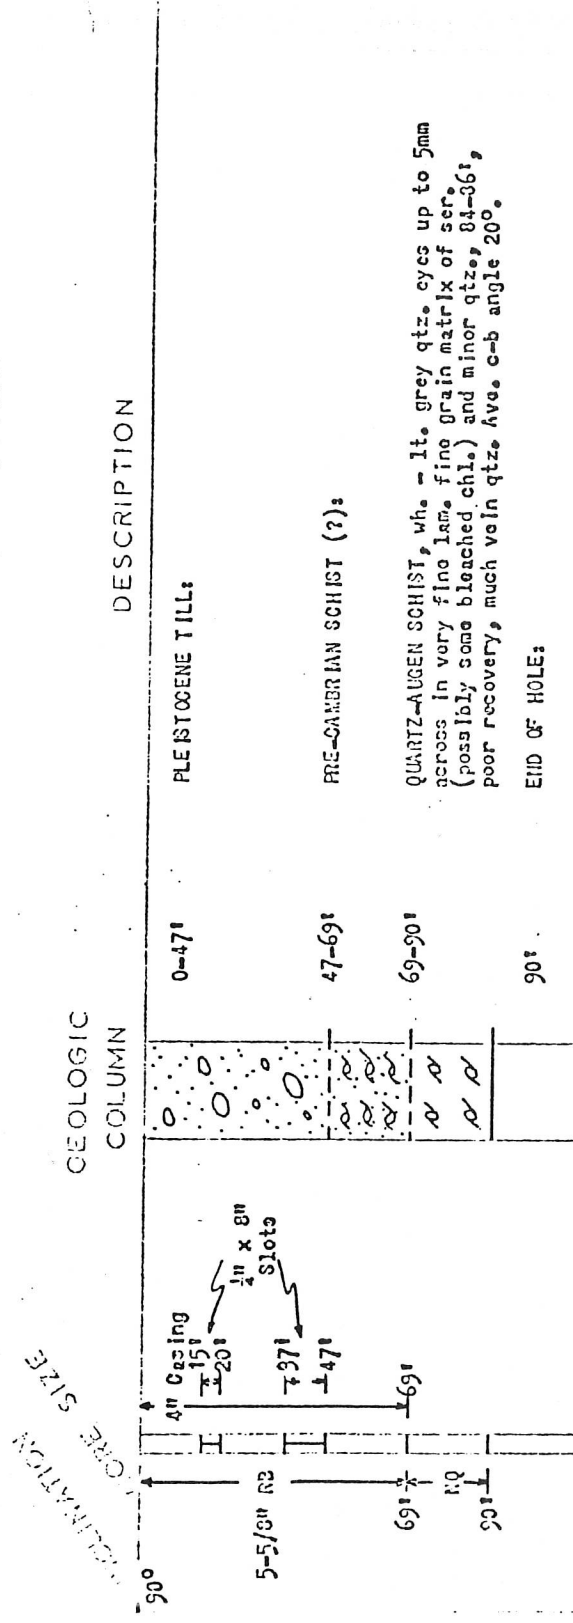 INCLINATION
CORE SIZE
GEOLOGIC
COLUMN
DESCRIPTION
90°
5-5/8" RB
69'
NQ
90'
4" Casing
15'
20'
37'
47'
69'
¼" x 8"
Slots
0-47'
PLEISTOCENE TILL:
47-69'
PRE-CAMBRIAN SCHIST (?):
69-90'
QUARTZ-AUGEN SCHIST, wh. - lt. grey qtz. eyes up to 5mm
across in very fine lam. fine grain matrix of ser.
(possibly some bleached chl.) and minor qtz., 84-86',
poor recovery, much vein qtz. Ave. c-b angle 20°.
90'
END OF HOLE: